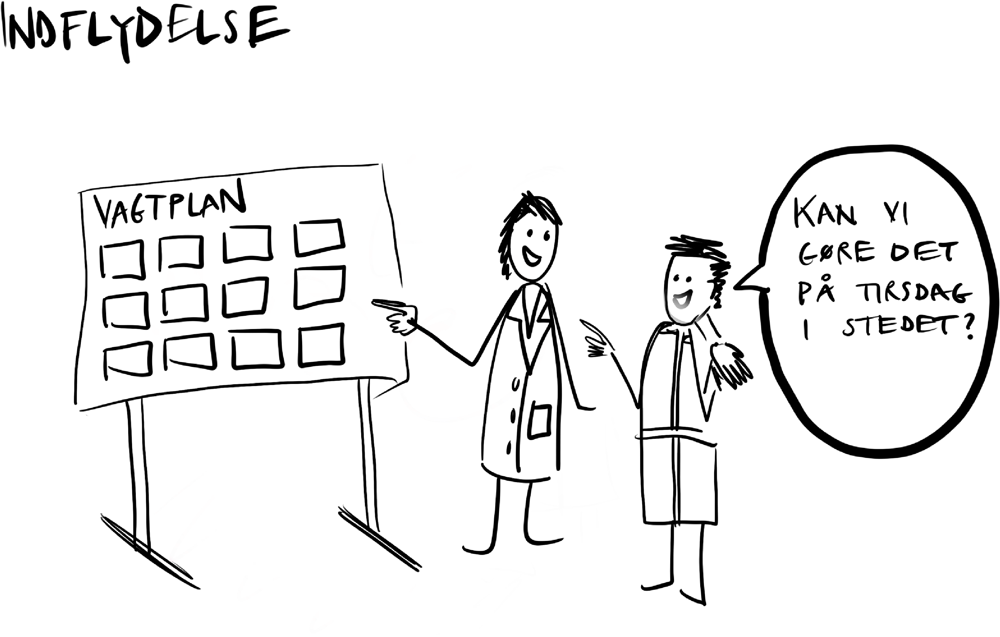 INDFLYDELSE
VAGTPLAN
KAN VI
GØRE DET
PÅ TIRSDAG
I STEDET?